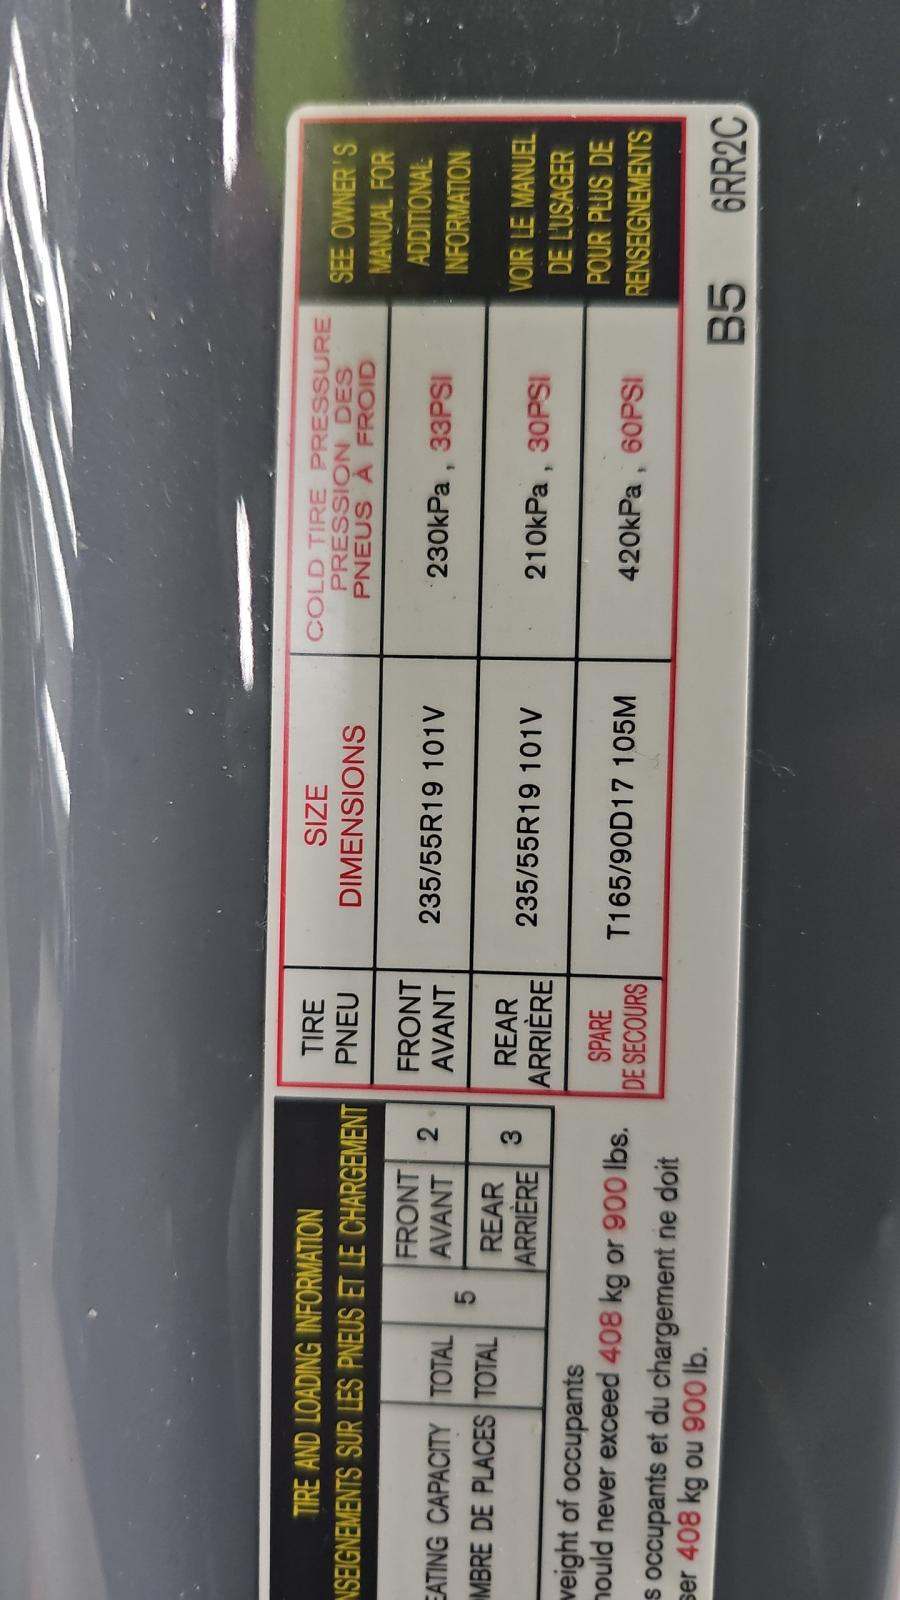 TIRE AND LOADING INFORMATION
NSEIGNEMENTS SUR LES PNEUS ET LE CHARGEMENT
EATING CAPACITY
MBRE DE PLACES
TOTAL
TOTAL
5
FRONT
AVANT
2
REAR
ARRIÈRE
3
weight of occupants
hould never exceed 408 kg or 900 lbs.
s occupants et du chargement ne doit
ser 408 kg ou 900 lb.
TIRE
PNEU
SIZE
DIMENSIONS
COLD TIRE PRESSURE
PRESSION DES
PNEUS À FROID
FRONT
AVANT
235/55R19 101V
230kPa , 33PSI
REAR
ARRIÈRE
235/55R19 101V
210kPa , 30PSI
SPARE
DE SECOURS
T165/90D17 105M
420kPa , 60PSI
SEE OWNER'S
MANUAL FOR
ADDITIONAL
INFORMATION
VOIR LE MANUEL
DE L'USAGER
POUR PLUS DE
RENSEIGNEMENTS
B5 6RR2C